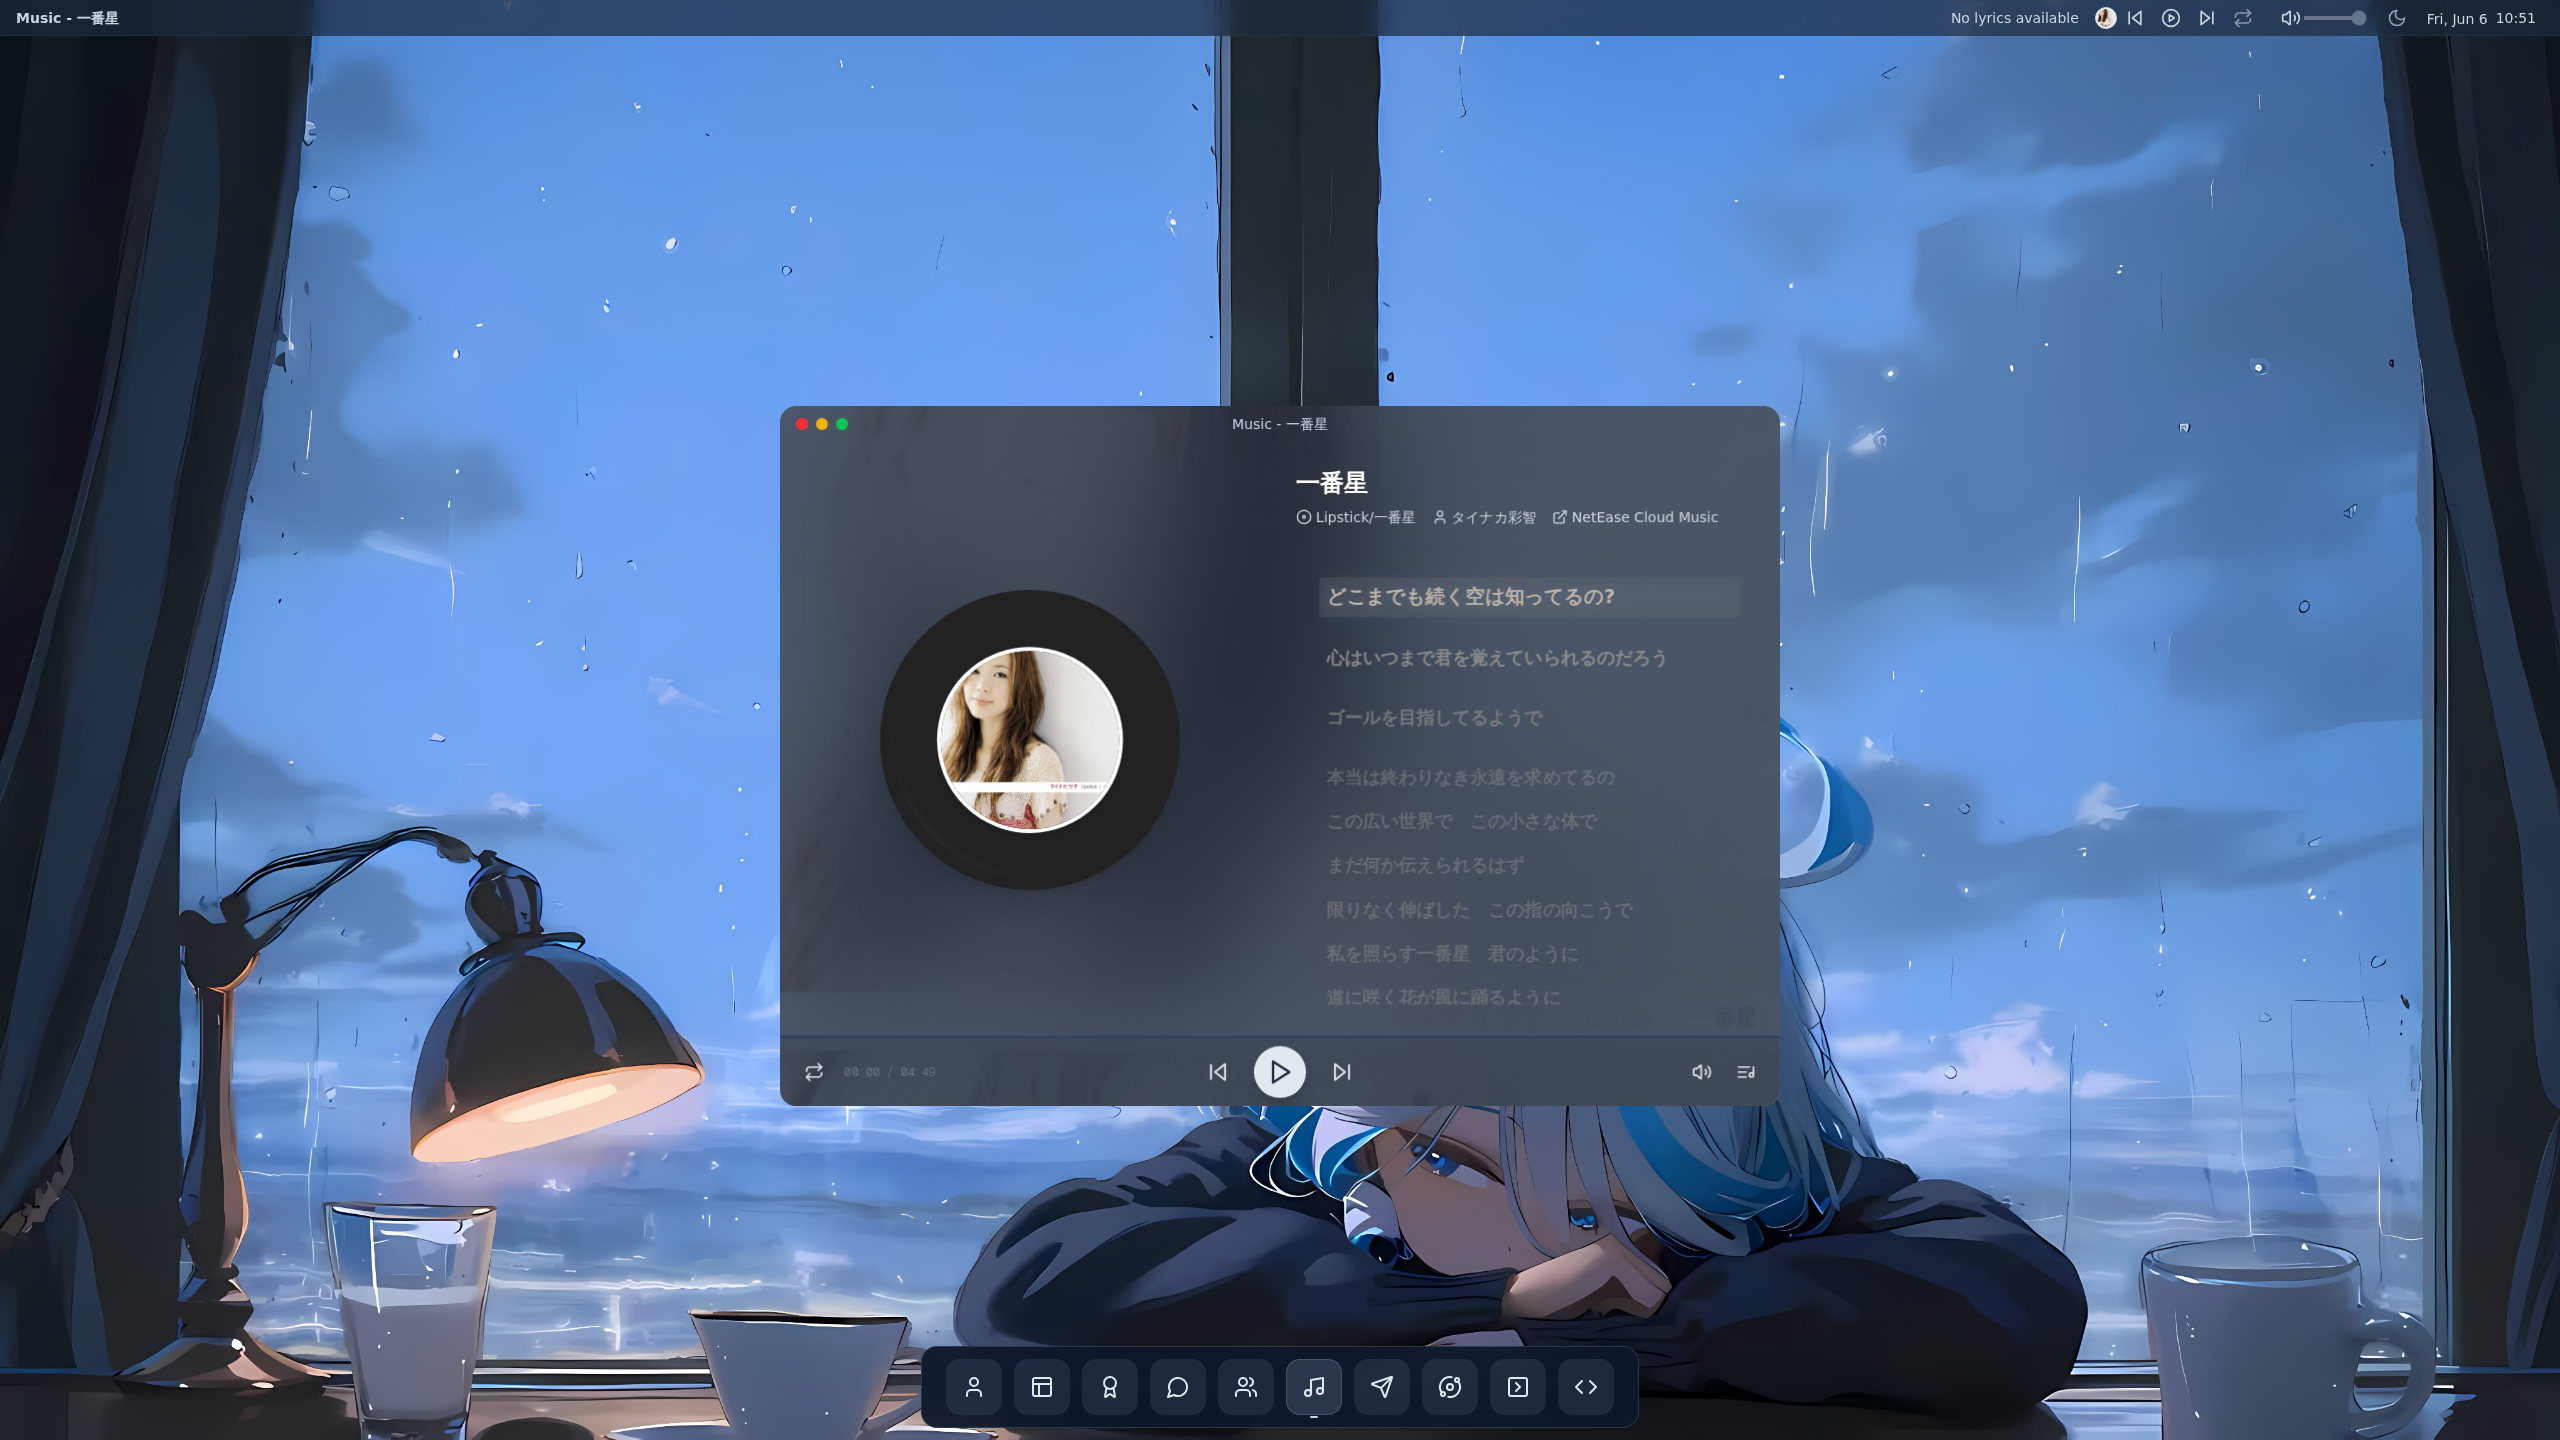 Music - 一番星
No lyrics available
Fri, Jun 6 10:51
Music - 一番星
一番星
Lipstick/一番星 タイナカ彩智 NetEase Cloud Music
どこまでも続く空は知ってるの?
心はいつまで君を覚えていられるのだろう
ゴールを目指してるようで
本当は終わりなき永遠を求めてるの
この広い世界で　この小さな体で
まだ何か伝えられるはず
限りなく伸ばした　この指の向こうで
私を照らす一番星　君のように
道に咲く花が風に踊るように
一番星
00:00 / 04:49